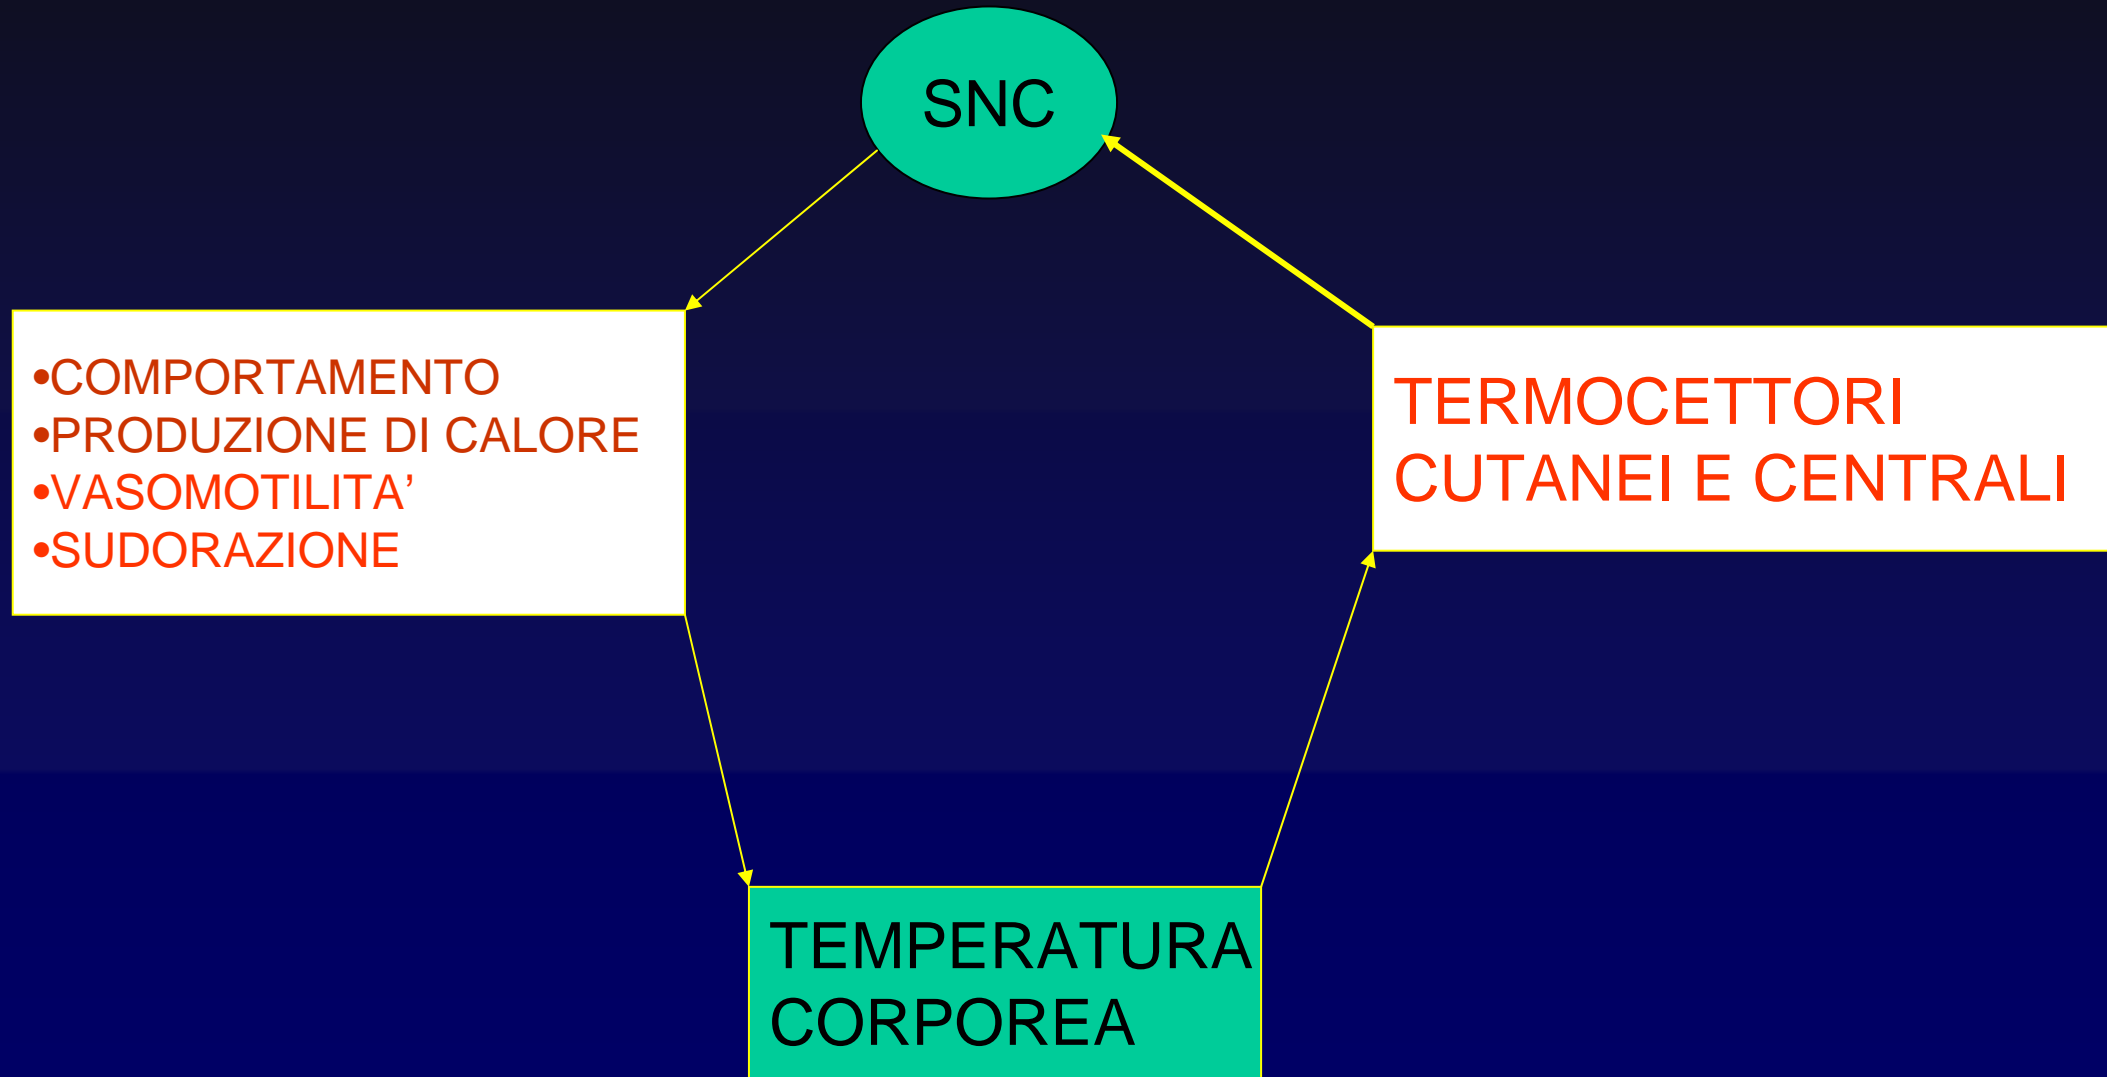 SNC
•COMPORTAMENTO
•PRODUZIONE DI CALORE
•VASOMOTILITA’
•SUDORAZIONE
TERMOCETTORI
CUTANEI E CENTRALI
TEMPERATURA
CORPOREA